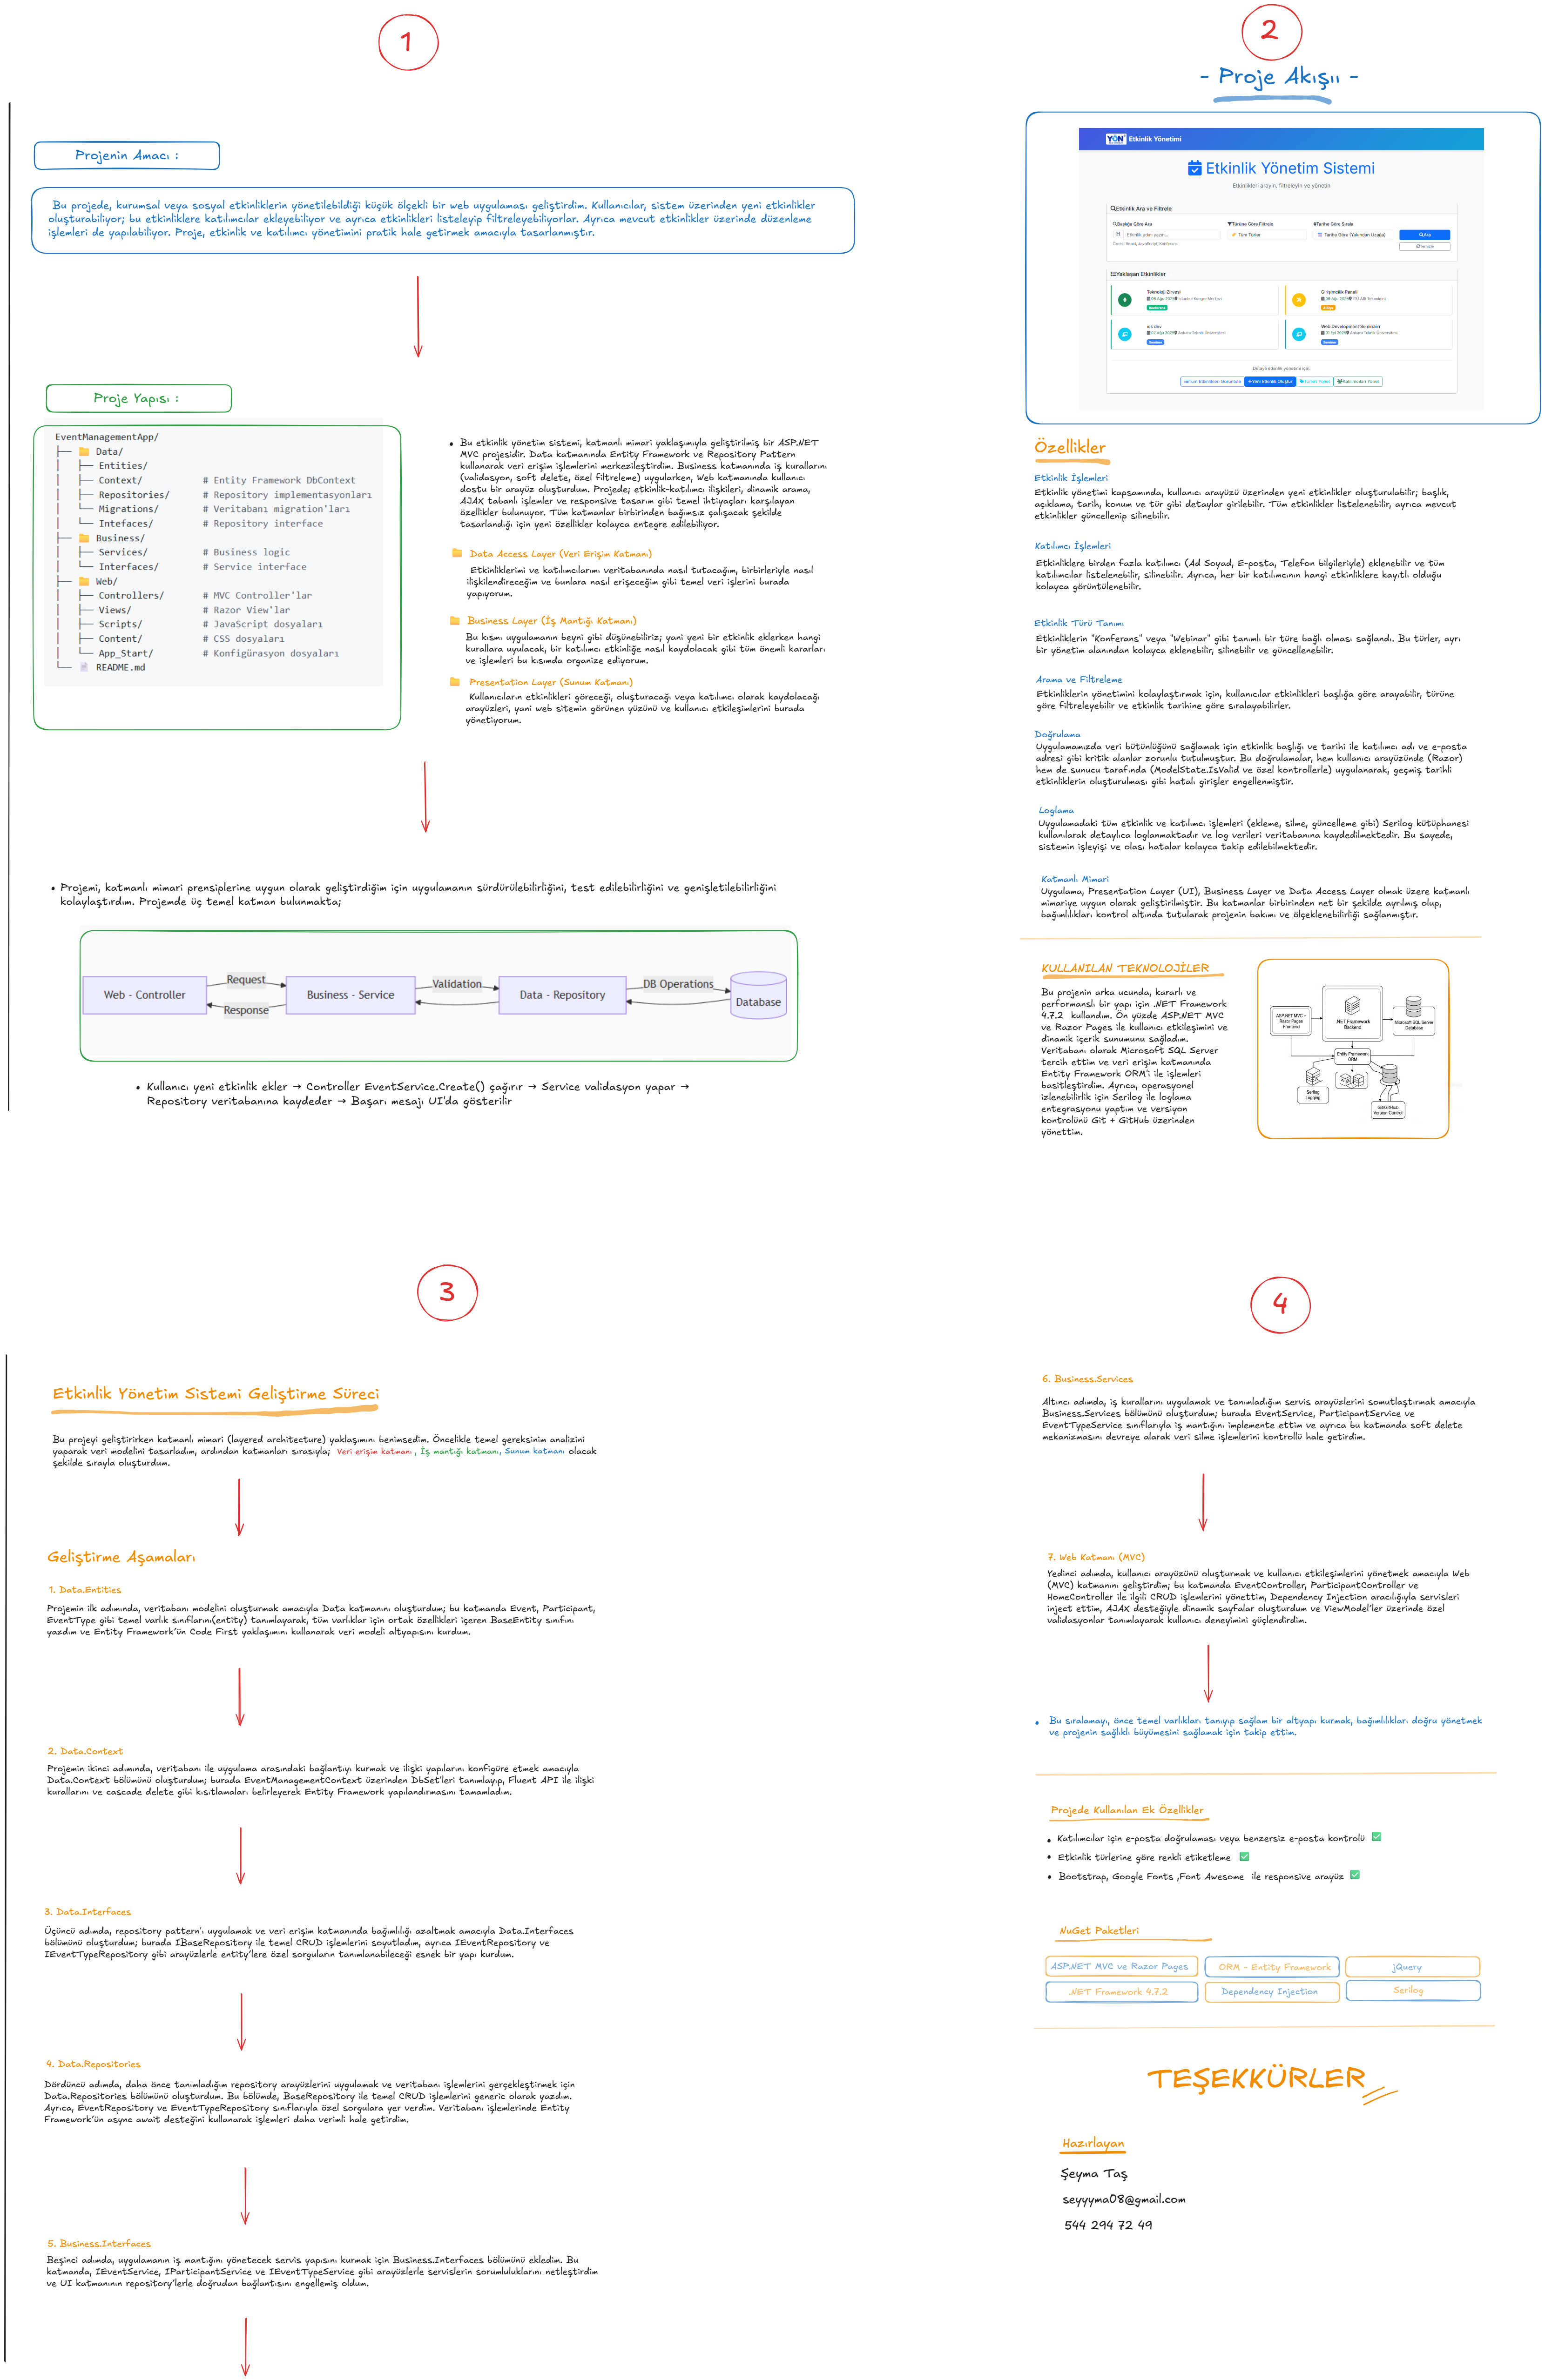 1
Projenin Amacı :
Bu projede, kurumsal veya sosyal etkinliklerin yönetilebildiği küçük ölçekli bir web uygulaması geliştirdim. Kullanıcılar, sistem üzerinden yeni etkinlikler
oluşturabiliyor; bu etkinliklere katılımcılar ekleyebiliyor ve ayrıca etkinlikleri listeleyip filtreleyebiliyorlar. Ayrıca mevcut etkinlikler üzerinde düzenleme
işlemleri de yapılabiliyor. Proje, etkinlik ve katılımcı yönetimini pratik hale getirmek amacıyla tasarlanmıştır.
Proje Yapısı :
EventManagementApp/
├── 📁 Data/
│ ├── Entities/
│ ├── Context/ # Entity Framework DbContext
│ ├── Repositories/ # Repository implementasyonları
│ ├── Migrations/ # Veritabanı migration'ları
│ └── Intefaces/ # Repository interface
├── 📁 Business/
│ ├── Services/ # Business logic
│ └── Interfaces/ # Service interface
├── 📁 Web/
│ ├── Controllers/ # MVC Controller'lar
│ ├── Views/ # Razor View'lar
│ ├── Scripts/ # JavaScript dosyaları
│ ├── Content/ # CSS dosyaları
│ └── App_Start/ # Konfigürasyon dosyaları
└── 📄 README.md
• Bu etkinlik yönetim sistemi, katmanlı mimari yaklaşımıyla geliştirilmiş bir ASP.NET
MVC projesidir. Data katmanında Entity Framework ve Repository Pattern
kullanarak veri erişim işlemlerini merkezileştirdim. Business katmanında iş kurallarını
(validasyon, soft delete, özel filtreleme) uygularken, Web katmanında kullanıcı
dostu bir arayüz oluşturdum. Projede; etkinlik-katılımcı ilişkileri, dinamik arama,
AJAX tabanlı işlemler ve responsive tasarım gibi temel ihtiyaçları karşılayan
özellikler bulunuyor. Tüm katmanlar birbirinden bağımsız çalışacak şekilde
tasarlandığı için yeni özellikler kolayca entegre edilebiliyor.
📁 Data Access Layer (Veri Erişim Katmanı)
Etkinliklerimi ve katılımcılarımı veritabanında nasıl tutacağım, birbirleriyle nasıl
ilişkilendireceğim ve bunlara nasıl erişeceğim gibi temel veri işlerini burada
yapıyorum.
📁 Business Layer (İş Mantığı Katmanı)
Bu kısmı uygulamanın beyni gibi düşünebiliriz; yani yeni bir etkinlik eklerken hangi
kurallara uyulacak, bir katılımcı etkinliğe nasıl kaydolacak gibi tüm önemli kararları
ve işlemleri bu kısımda organize ediyorum.
📁 Presentation Layer (Sunum Katmanı)
Kullanıcıların etkinlikleri göreceği, oluşturacağı veya katılımcı olarak kaydolacağı
arayüzleri, yani web sitemin görünen yüzünü ve kullanıcı etkileşimlerini burada
yönetiyorum.
• Projemi, katmanlı mimari prensiplerine uygun olarak geliştirdiğim için uygulamanın sürdürülebilirliğini, test edilebilirliğini ve genişletilebilirliğini
kolaylaştırdım. Projemde üç temel katman bulunmakta;
Web - Controller
Request
Response
Business - Service
Validation
Data - Repository
DB Operations
Database
• Kullanıcı yeni etkinlik ekler → Controller EventService.Create() çağırır → Service validasyon yapar →
Repository veritabanına kaydeder → Başarı mesajı UI'da gösterilir
2
- Proje Akışıı -
YÖN Etkinlik Yönetimi
Etkinlik Yönetim Sistemi
Etkinlikleri arayın, filtreleyin ve yönetin
Etkinlik Ara ve Filtrele
Başlığa Göre Ara
Türüne Göre Filtrele
Tarihe Göre Sırala
Etkinlik adını yazın...
Tüm Türler
Tarihe Göre (Yakından Uzağa)
Ara
Temizle
Örnek: React, JavaScript, Konferans
Yaklaşan Etkinlikler
Teknoloji Zirvesi
05 Ağu 2025 İstanbul Kongre Merkezi
Konferans
Girişimcilik Paneli
06 Ağu 2025 İTÜ ARI Teknokent
Atölye
ios dev
07 Ağu 2025 Ankara Teknik Üniversitesi
Seminer
Web Development Seminarıı
01 Eyl 2025 Ankara Teknik Üniversitesi
Seminer
Detaylı etkinlik yönetimi için:
Tüm Etkinlikleri Görüntüle
Yeni Etkinlik Oluştur
Türleri Yönet
Katılımcıları Yönet
Özellikler
Etkinlik İşlemleri
Etkinlik yönetimi kapsamında, kullanıcı arayüzü üzerinden yeni etkinlikler oluşturulabilir; başlık,
açıklama, tarih, konum ve tür gibi detaylar girilebilir. Tüm etkinlikler listelenebilir, ayrıca mevcut
etkinlikler güncellenip silinebilir.
Katılımcı İşlemleri
Etkinliklere birden fazla katılımcı (Ad Soyad, E-posta, Telefon bilgileriyle) eklenebilir ve tüm
katılımcılar listelenebilir, silinebilir. Ayrıca, her bir katılımcının hangi etkinliklere kayıtlı olduğu
kolayca görüntülenebilir.
Etkinlik Türü Tanımı
Etkinliklerin "Konferans" veya "Webinar" gibi tanımlı bir türe bağlı olması sağlandı. Bu türler, ayrı
bir yönetim alanından kolayca eklenebilir, silinebilir ve güncellenebilir.
Arama ve Filtreleme
Etkinliklerin yönetimini kolaylaştırmak için, kullanıcılar etkinlikleri başlığa göre arayabilir, türüne
göre filtreleyebilir ve etkinlik tarihine göre sıralayabilirler.
Doğrulama
Uygulamamızda veri bütünlüğünü sağlamak için etkinlik başlığı ve tarihi ile katılımcı adı ve e-posta
adresi gibi kritik alanlar zorunlu tutulmuştur. Bu doğrulamalar, hem kullanıcı arayüzünde (Razor)
hem de sunucu tarafında (ModelState.IsValid ve özel kontrollerle) uygulanarak, geçmiş tarihli
etkinliklerin oluşturulması gibi hatalı girişler engellenmiştir.
Loglama
Uygulamadaki tüm etkinlik ve katılımcı işlemleri (ekleme, silme, güncelleme gibi) Serilog kütüphanesi
kullanılarak detaylıca loglanmaktadır ve log verileri veritabanına kaydedilmektedir. Bu sayede,
sistemin işleyişi ve olası hatalar kolayca takip edilebilmektedir.
Katmanlı Mimari
Uygulama, Presentation Layer (UI), Business Layer ve Data Access Layer olmak üzere katmanlı
mimariye uygun olarak geliştirilmiştir. Bu katmanlar birbirinden net bir şekilde ayrılmış olup,
bağımlılıkları kontrol altında tutularak projenin bakımı ve ölçeklenebilirliği sağlanmıştır.
KULLANILAN TEKNOLOJİLER
Bu projenin arka ucunda, kararlı ve
performanslı bir yapı için .NET Framework
4.7.2 kullandım. Ön yüzde ASP.NET MVC
ve Razor Pages ile kullanıcı etkileşimini ve
dinamik içerik sunumunu sağladım.
Veritabanı olarak Microsoft SQL Server
tercih ettim ve veri erişim katmanında
Entity Framework ORM'i ile işlemleri
basitleştirdim. Ayrıca, operasyonel
izlenebilirlik için Serilog ile loglama
entegrasyonu yaptım ve versiyon
kontrolünü Git + GitHub üzerinden
yönettim.
ASP.NET MVC +
Razor Pages
Frontend
.NET Framework
Backend
Microsoft SQL Server
Database
Entity Framework
ORM
Serilog
Logging
Git/GitHub
Version Control
3
Etkinlik Yönetim Sistemi Geliştirme Süreci
Bu projeyi geliştirirken katmanlı mimari (layered architecture) yaklaşımını benimsedim. Öncelikle temel gereksinim analizini
yaparak veri modelini tasarladım, ardından katmanları sırasıyla; Veri erişim katmanı , İş mantığı katmanı, Sunum katmanı olacak
şekilde sırayla oluşturdum.
Geliştirme Aşamaları
1. Data.Entities
Projemin ilk adımında, veritabanı modelini oluşturmak amacıyla Data katmanını oluşturdum; bu katmanda Event, Participant,
EventType gibi temel varlık sınıflarını(entity) tanımlayarak, tüm varlıklar için ortak özellikleri içeren BaseEntity sınıfını
yazdım ve Entity Framework'ün Code First yaklaşımını kullanarak veri modeli altyapısını kurdum.
2. Data.Context
Projemin ikinci adımında, veritabanı ile uygulama arasındaki bağlantıyı kurmak ve ilişki yapılarını konfigüre etmek amacıyla
Data.Context bölümünü oluşturdum; burada EventManagementContext üzerinden DbSet'leri tanımlayıp, Fluent API ile ilişki
kurallarını ve cascade delete gibi kısıtlamaları belirleyerek Entity Framework yapılandırmasını tamamladım.
3. Data.Interfaces
Üçüncü adımda, repository pattern'ı uygulamak ve veri erişim katmanında bağımlılığı azaltmak amacıyla Data.Interfaces
bölümünü oluşturdum; burada IBaseRepository ile temel CRUD işlemlerini soyutladım, ayrıca IEventRepository ve
IEventTypeRepository gibi arayüzlerle entity'lere özel sorguların tanımlanabileceği esnek bir yapı kurdum.
4. Data.Repositories
Dördüncü adımda, daha önce tanımladığım repository arayüzlerini uygulamak ve veritabanı işlemlerini gerçekleştirmek için
Data.Repositories bölümünü oluşturdum. Bu bölümde, BaseRepository ile temel CRUD işlemlerini generic olarak yazdım.
Ayrıca, EventRepository ve EventTypeRepository sınıflarıyla özel sorgulara yer verdim. Veritabanı işlemlerinde Entity
Framework'ün async await desteğini kullanarak işlemleri daha verimli hale getirdim.
5. Business.Interfaces
Beşinci adımda, uygulamanın iş mantığını yönetecek servis yapısını kurmak için Business.Interfaces bölümünü ekledim. Bu
katmanda, IEventService, IParticipantService ve IEventTypeService gibi arayüzlerle servislerin sorumluluklarını netleştirdim
ve UI katmanının repository'lerle doğrudan bağlantısını engellemiş oldum.
4
6. Business.Services
Altıncı adımda, iş kurallarını uygulamak ve tanımladığım servis arayüzlerini somutlaştırmak amacıyla
Business.Services bölümünü oluşturdum; burada EventService, ParticipantService ve
EventTypeService sınıflarıyla iş mantığını implemente ettim ve ayrıca bu katmanda soft delete
mekanizmasını devreye alarak veri silme işlemlerini kontrollü hale getirdim.
7. Web Katmanı (MVC)
Yedinci adımda, kullanıcı arayüzünü oluşturmak ve kullanıcı etkileşimlerini yönetmek amacıyla Web
(MVC) katmanını geliştirdim; bu katmanda EventController, ParticipantController ve
HomeController ile ilgili CRUD işlemlerini yönettim, Dependency Injection aracılığıyla servisleri
inject ettim, AJAX desteğiyle dinamik sayfalar oluşturdum ve ViewModel'ler üzerinde özel
validasyonlar tanımlayarak kullanıcı deneyimini güçlendirdim.
• Bu sıralamayı, önce temel varlıkları tanıyıp sağlam bir altyapı kurmak, bağımlılıkları doğru yönetmek
ve projenin sağlıklı büyümesini sağlamak için takip ettim.
Projede Kullanılan Ek Özellikler
• Katılımcılar için e-posta doğrulaması veya benzersiz e-posta kontrolü ✅
• Etkinlik türlerine göre renkli etiketleme ✅
• Bootstrap, Google Fonts ,Font Awesome ile responsive arayüz ✅
NuGet Paketleri
ASP.NET MVC ve Razor Pages
ORM - Entity Framework
jQuery
.NET Framework 4.7.2
Dependency Injection
Serilog
TEŞEKKÜRLER
Hazırlayan
Şeyma Taş
seyyyma08@gmail.com
544 294 72 49